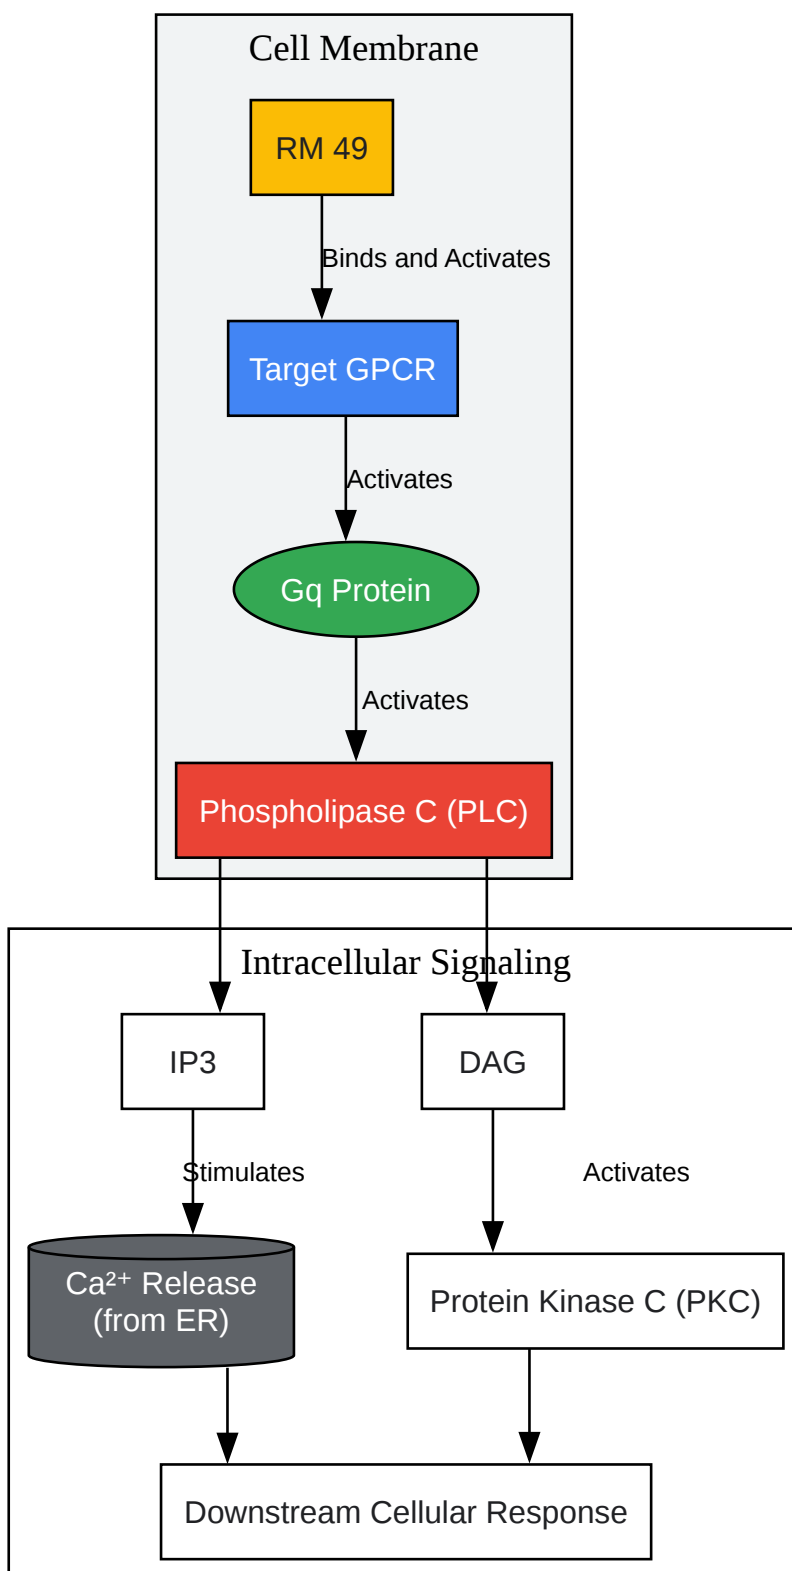 Cell Membrane
RM 49
Binds and Activates
Target GPCR
Activates
Gq Protein
Activates
Phospholipase C (PLC)
Intracellular Signaling
IP3
DAG
Stimulates
Activates
Ca²⁺ Release
(from ER)
Protein Kinase C (PKC)
Downstream Cellular Response